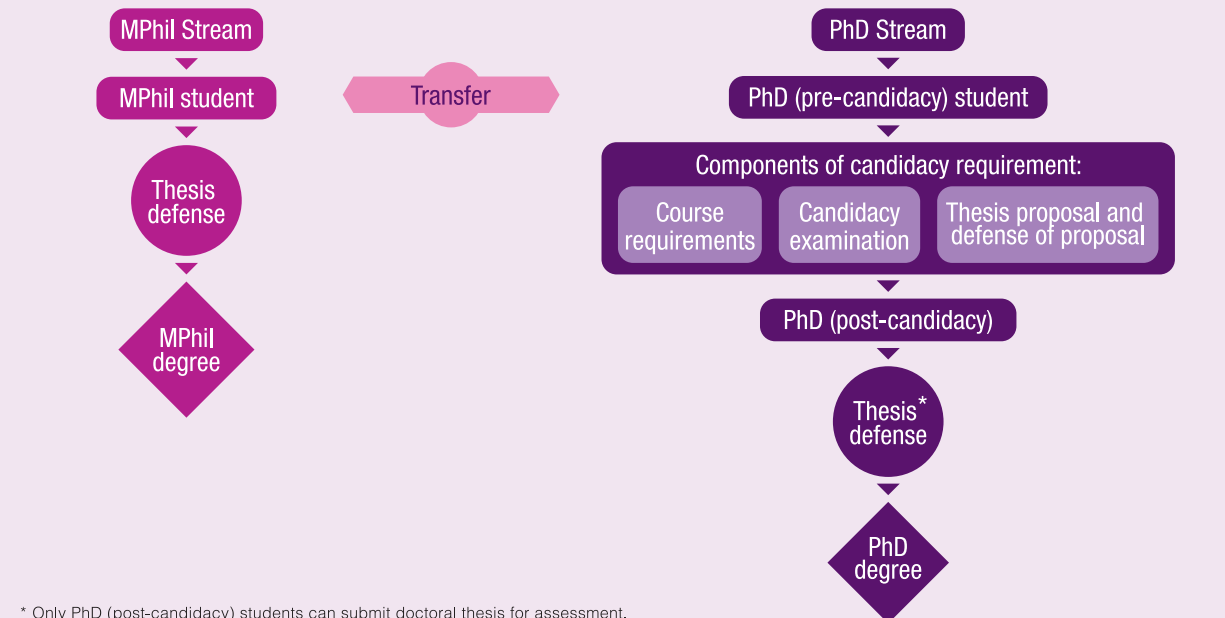 MPhil Stream
MPhil student
Thesis
defense
MPhil
degree
Transfer
PhD Stream
PhD (pre-candidacy) student
Components of candidacy requirement:
Course
requirements
Candidacy
examination
Thesis proposal and
defense of proposal
PhD (post-candidacy)
Thesis*
defense
PhD
degree
* Only PhD (post-candidacy) students can submit doctoral thesis for assessment.